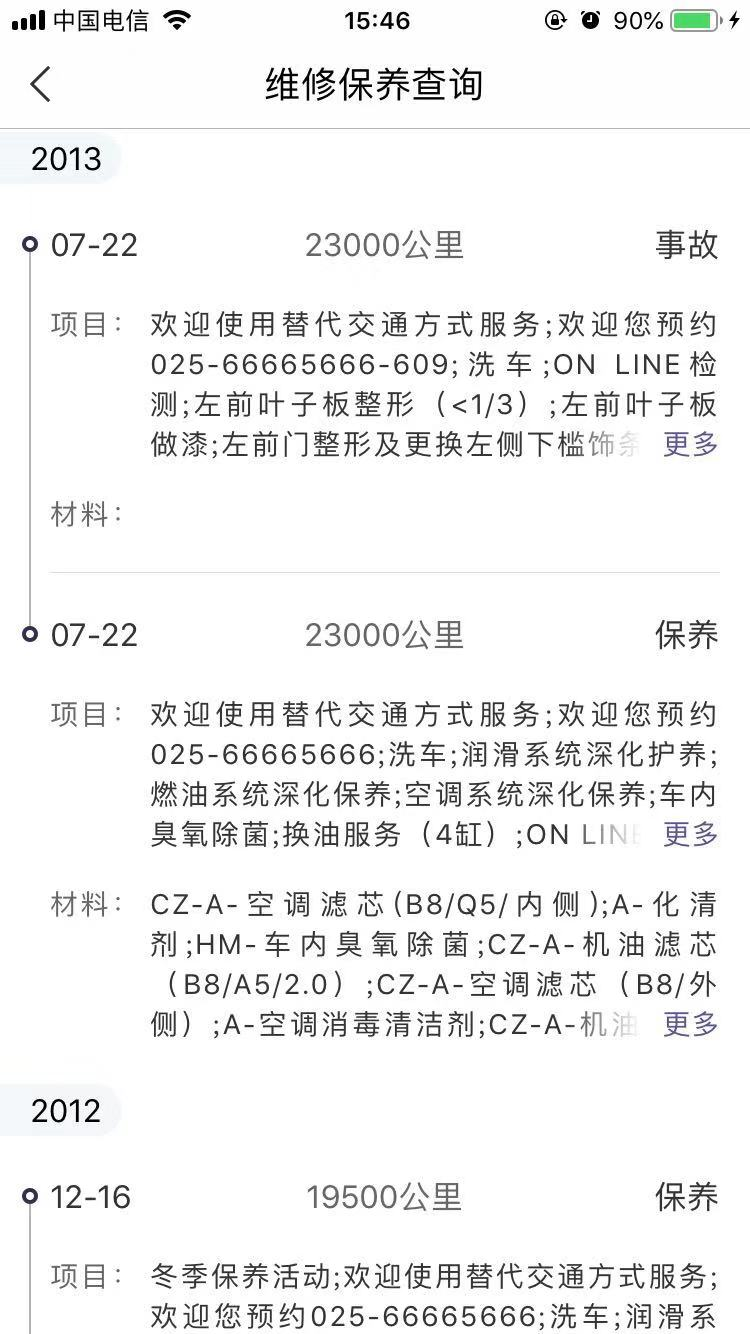 中国电信
15:46
90%
维修保养查询
2013
07-22 23000公里 事故
项目: 欢迎使用替代交通方式服务;欢迎您预约
025-66665666-609;洗车;ON LINE检
测;左前叶子板整形（<1/3）;左前叶子板
做漆;左前门整形及更换左侧下槛饰条 更多
材料:
07-22 23000公里 保养
项目: 欢迎使用替代交通方式服务;欢迎您预约
025-66665666;洗车;润滑系统深化护养;
燃油系统深化保养;空调系统深化保养;车内
臭氧除菌;换油服务（4缸）;ON LINE 更多
材料: CZ-A-空调滤芯(B8/Q5/内侧);A-化清
剂;HM-车内臭氧除菌;CZ-A-机油滤芯
（B8/A5/2.0）;CZ-A-空调滤芯（B8/外
侧）;A-空调消毒清洁剂;CZ-A-机油 更多
2012
12-16 19500公里 保养
项目: 冬季保养活动;欢迎使用替代交通方式服务;
欢迎您预约025-66665666;洗车;润滑系